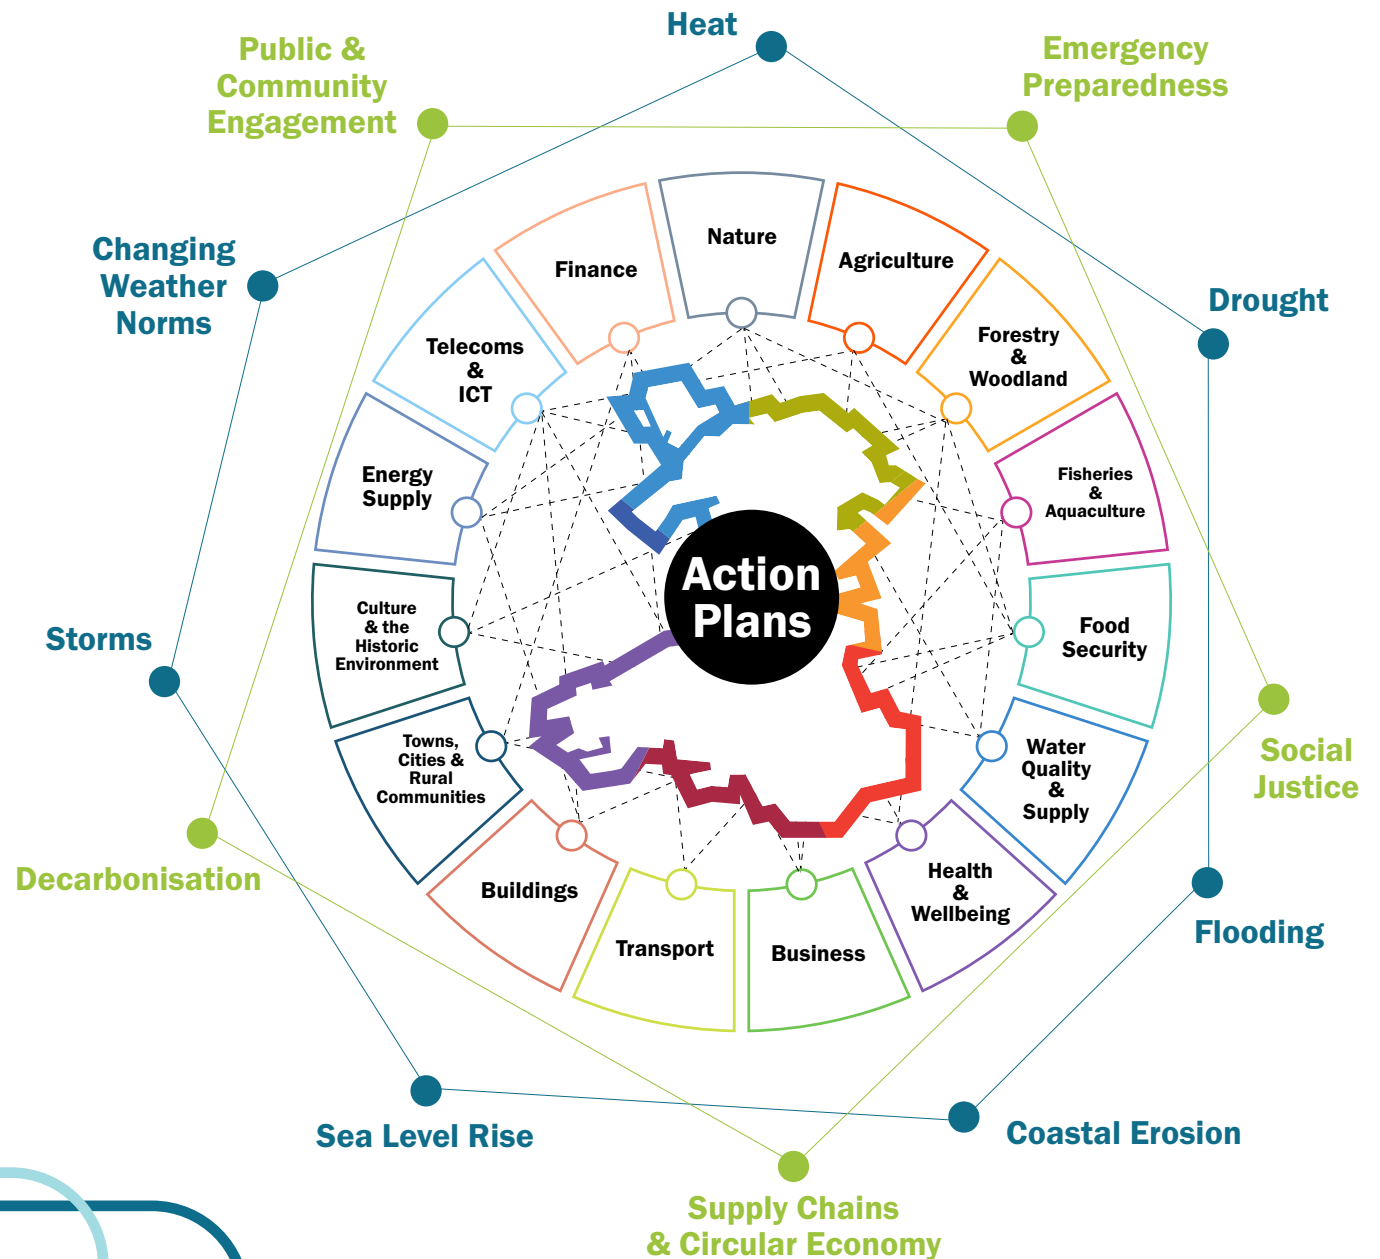 Heat
Public &
Community
Engagement
Emergency
Preparedness
Changing
Weather
Norms
Drought
Storms
Social
Justice
Decarbonisation
Flooding
Sea Level Rise
Coastal Erosion
Supply Chains
& Circular Economy
Nature
Agriculture
Forestry
&
Woodland
Fisheries
&
Aquaculture
Food
Security
Water
Quality
&
Supply
Health
&
Wellbeing
Business
Transport
Buildings
Towns,
Cities &
Rural
Communities
Culture
& the
Historic
Environment
Energy
Supply
Telecoms
&
ICT
Finance
Action
Plans